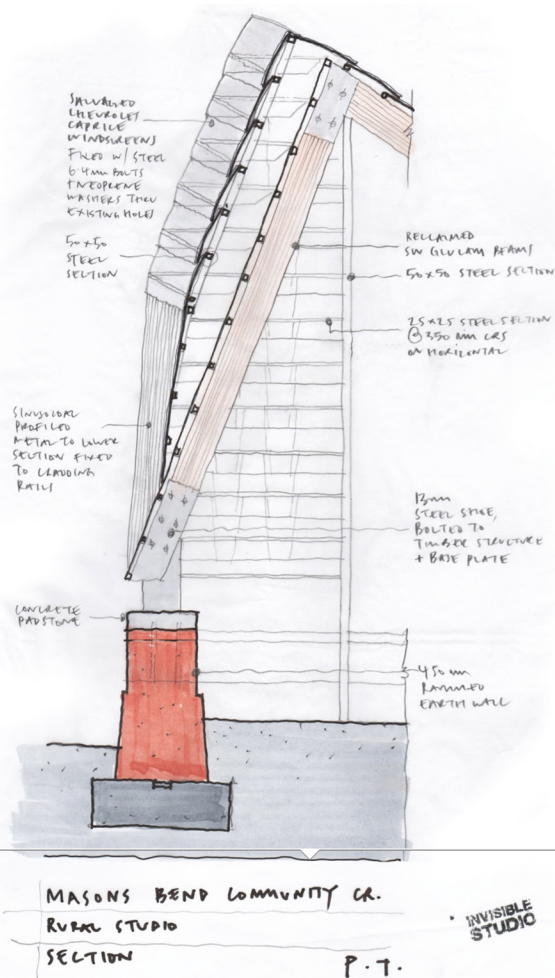 SALVAGED
CHEVROLET
CAPRICE
WINDSCREENS
FIXED W/ STEEL
6.4mm BOLTS
+ NEOPRENE
WASHERS THRU
EXISTING HOLES
50x50
STEEL
SECTION
RECLAIMED
SW GLULAM BEAMS
50x50 STEEL SECTION
25x25 STEEL SECTION
@ 350 mm CRS
ON HORIZONTAL
SINUSOIDAL
PROFILED
METAL TO LOWER
SECTION FIXED
TO CLADDING
RAILS
13mm
STEEL SHOE,
BOLTED TO
TIMBER STRUCTURE
+ BASE PLATE
CONCRETE
PADSTONE
450 mm
RAMMED
EARTH WALL
MASONS BEND COMMUNITY CR.
RURAL STUDIO
SECTION
P.T.
INVISIBLE
STUDIO